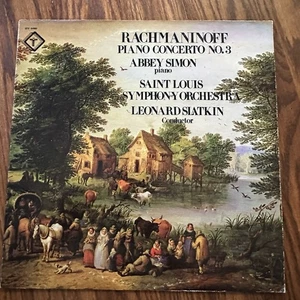 RACHMANINOFF
PIANO CONCERTO NO. 3
ABBEY SIMON
piano
SAINT LOUIS
SYMPHONY ORCHESTRA
LEONARD SLATKIN
Conductor